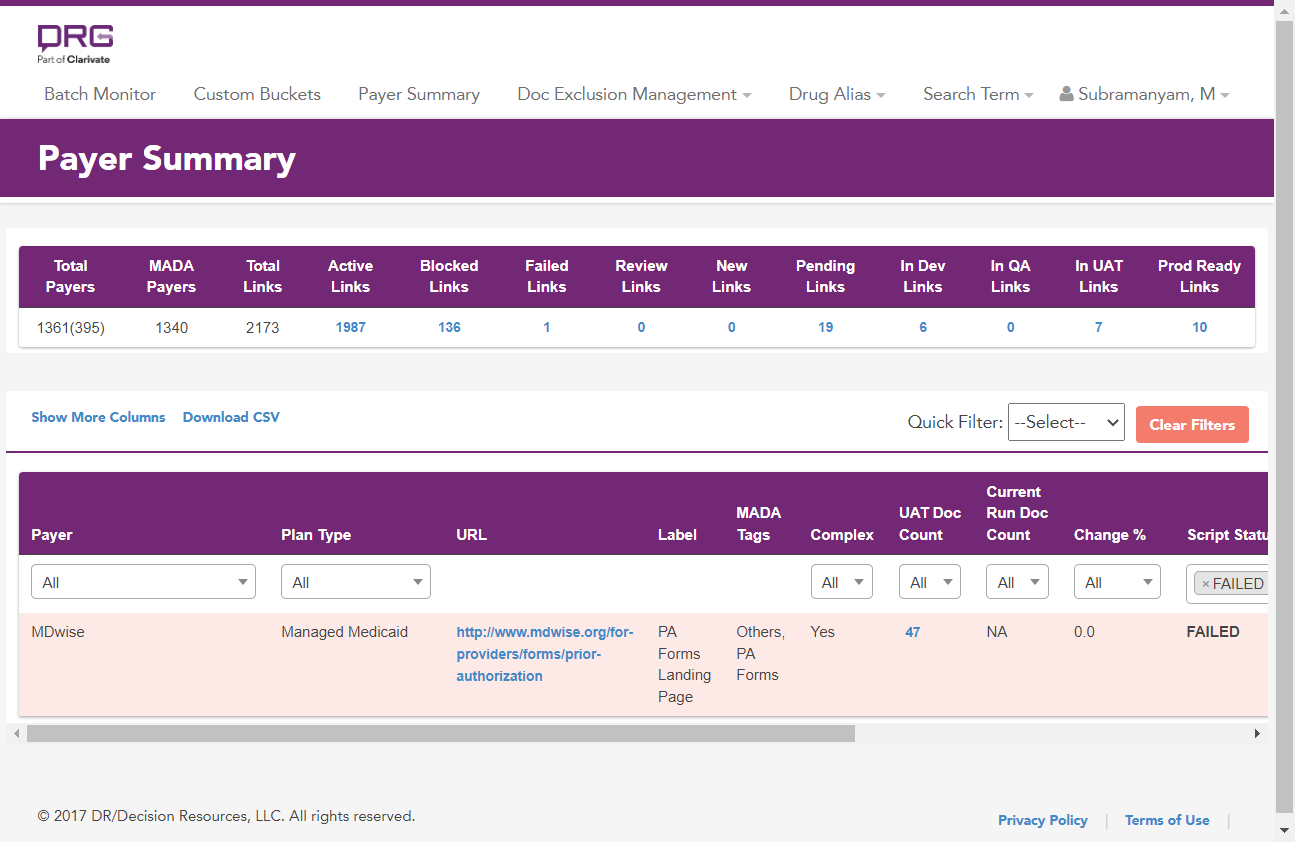 DRG
Part of Clarivate
Batch Monitor Custom Buckets Payer Summary Doc Exclusion Management Drug Alias Search Term Subramanyam, M
Payer Summary
Total Payers MADA Payers Total Links Active Links Blocked Links Failed Links Review Links New Links Pending Links In Dev Links In QA Links In UAT Links Prod Ready Links
1361(395) 1340 2173 1987 136 1 0 0 19 6 0 7 10
Show More Columns Download CSV Quick Filter: --Select-- Clear Filters
Payer Plan Type URL Label MADA Tags Complex UAT Doc Count Current Run Doc Count Change % Script Statu
All All All All All All × FAILED
MDwise Managed Medicaid http://www.mdwise.org/for-providers/forms/prior-authorization PA Forms Landing Page Others, PA Forms Yes 47 NA 0.0 FAILED
© 2017 DR/Decision Resources, LLC. All rights reserved. Privacy Policy | Terms of Use |